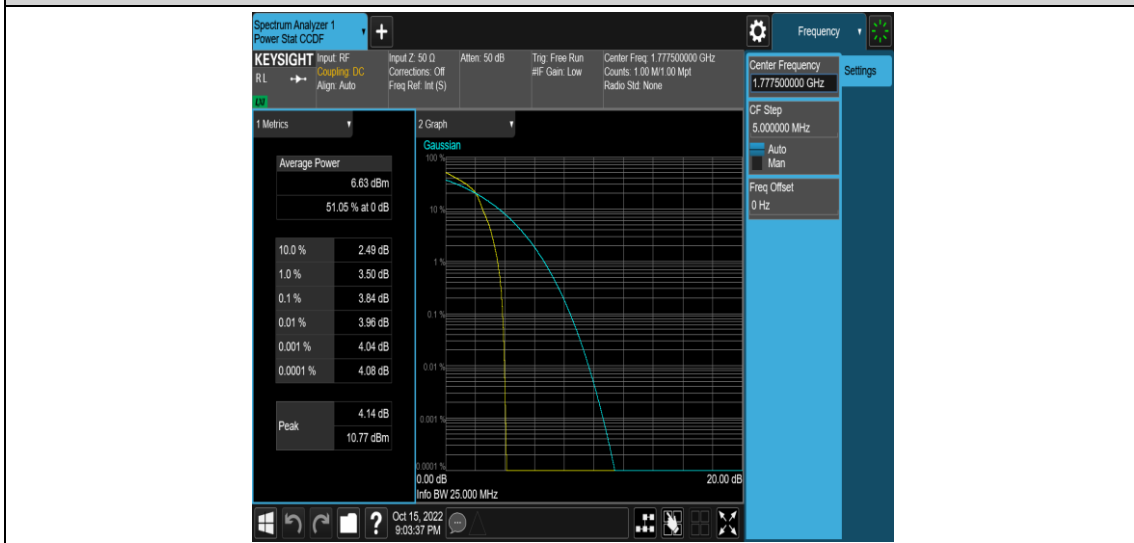 Spectrum Analyzer 1
Power Stat CCDF
+
Frequency
KEYSIGHT
RL
LXI
Input: RF
Coupling: DC
Align: Auto
Input Z: 50 Ω
Corrections: Off
Freq Ref: Int (S)
Atten: 50 dB
Trig: Free Run
#IF Gain: Low
Center Freq: 1.777500000 GHz
Counts: 1.00 M/1.00 Mpt
Radio Std: None
Center Frequency
1.777500000 GHz
Settings
CF Step
5.000000 MHz
Auto
Man
Freq Offset
0 Hz
1 Metrics
Average Power
6.63 dBm
51.05 % at 0 dB
10.0 % 2.49 dB
1.0 % 3.50 dB
0.1 % 3.84 dB
0.01 % 3.96 dB
0.001 % 4.04 dB
0.0001 % 4.08 dB
Peak
4.14 dB
10.77 dBm
2 Graph
Gaussian
100 %
10 %
1 %
0.1 %
0.01 %
0.001 %
0.0001 %
0.00 dB 20.00 dB
Info BW 25.000 MHz
?
Oct 15, 2022
9:03:37 PM